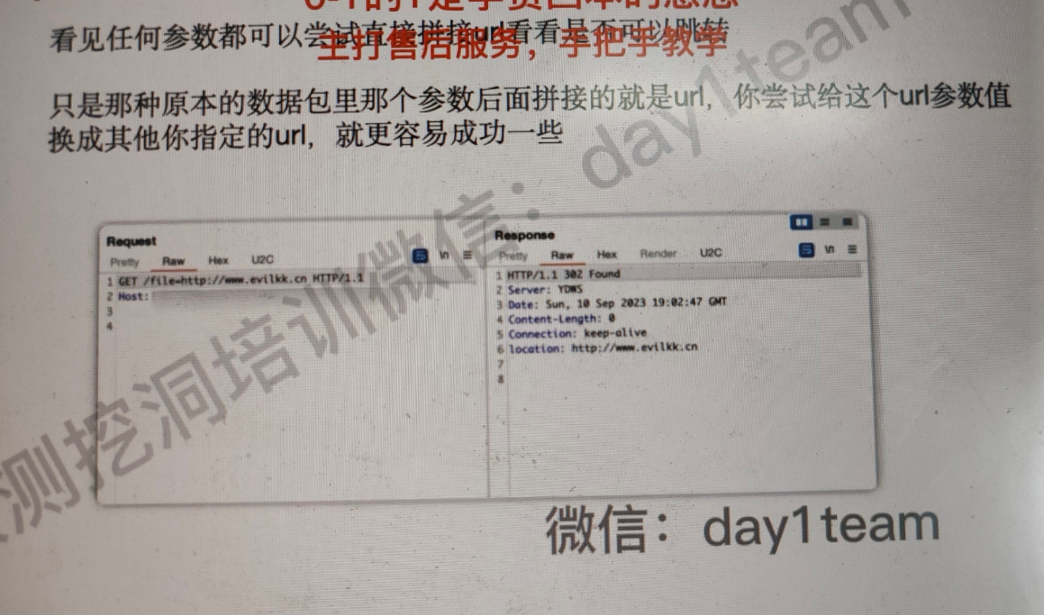 看见任何参数都可以尝试直接拼接url看看是否可以跳转
主打售后服务，手把手教学
只是那种原本的数据包里那个参数后面拼接的就是url，你尝试给这个url参数值
换成其他你指定的url，就更容易成功一些
测挖洞培训微信：day1team
Request
Pretty Raw Hex U2C
\n
1 GET /file=http://www.evilkk.cn HTTP/1.1
2 Host:
3
4
Response
Pretty Raw Hex Render U2C
\n
1 HTTP/1.1 302 Found
2 Server: YDWS
3 Date: Sun, 10 Sep 2023 19:02:47 GMT
4 Content-Length: 0
5 Connection: keep-alive
6 location: http://www.evilkk.cn
7
8
微信：day1team